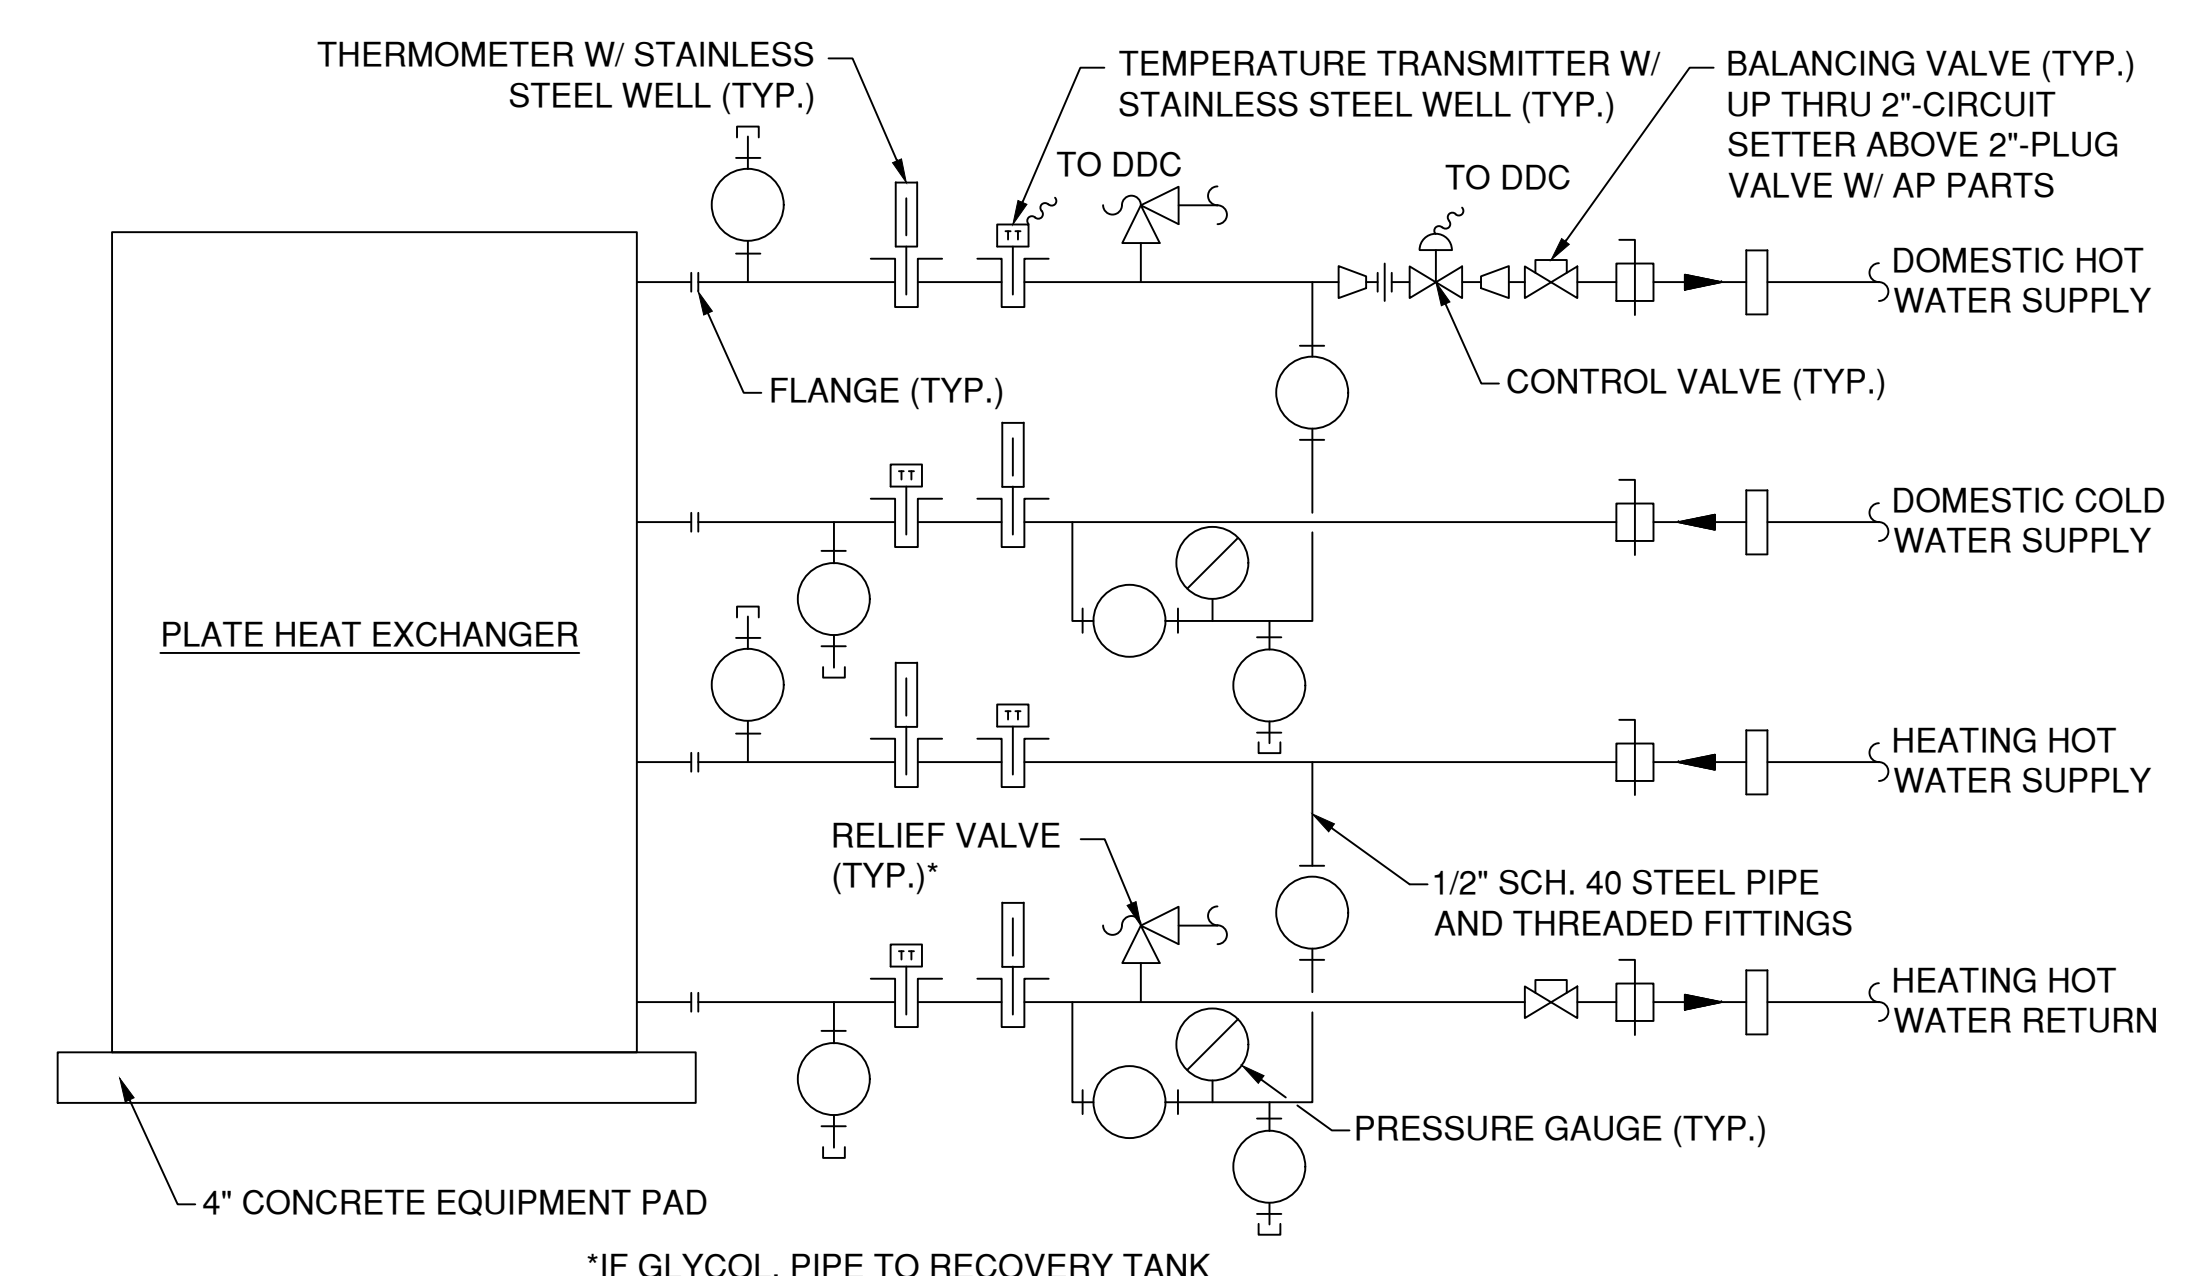 THERMOMETER W/ STAINLESS
STEEL WELL (TYP.)
TEMPERATURE TRANSMITTER W/
STAINLESS STEEL WELL (TYP.)
BALANCING VALVE (TYP.)
UP THRU 2"-CIRCUIT
SETTER ABOVE 2"-PLUG
VALVE W/ AP PARTS
TO DDC
TO DDC
TT
DOMESTIC HOT
WATER SUPPLY
FLANGE (TYP.)
CONTROL VALVE (TYP.)
TT
DOMESTIC COLD
WATER SUPPLY
PLATE HEAT EXCHANGER
TT
HEATING HOT
WATER SUPPLY
RELIEF VALVE
(TYP.)*
1/2" SCH. 40 STEEL PIPE
AND THREADED FITTINGS
TT
HEATING HOT
WATER RETURN
PRESSURE GAUGE (TYP.)
4" CONCRETE EQUIPMENT PAD
*IF GLYCOL, PIPE TO RECOVERY TANK